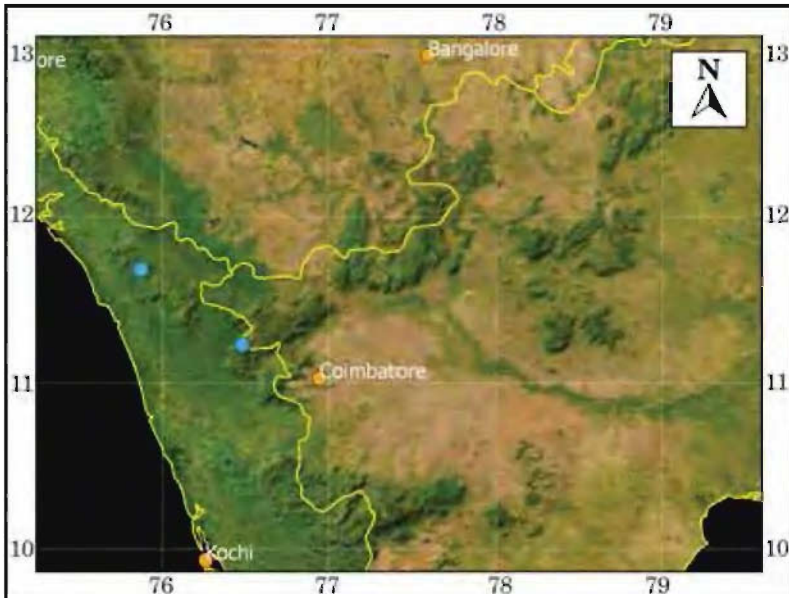 76 77 78 79
13 ore Bangalore 13
N
12 12
Coimbatore
11 11
10 Kochi 10
76 77 78 79